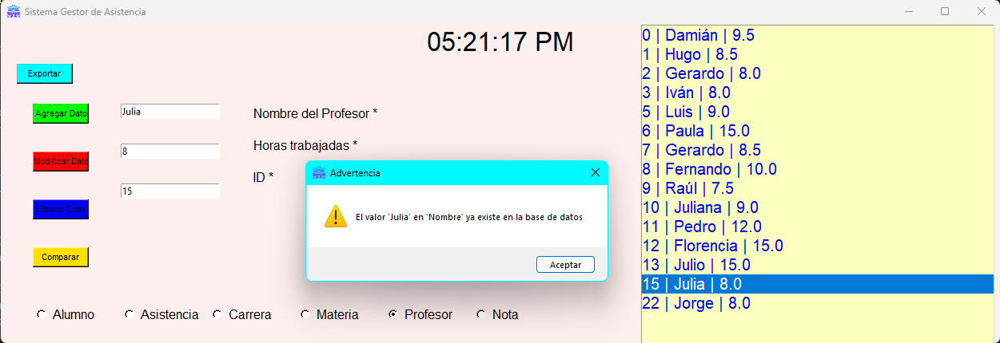 Sistema Gestor de Asistencia
05:21:17 PM
Exportar
Agregar Dato
Julia
Nombre del Profesor *
Modificar Dato
8
Horas trabajadas *
ID *
Eliminar Dato
15
Comparar
Advertencia
El valor 'Julia' en 'Nombre' ya existe en la base de datos
Aceptar
Alumno
Asistencia
Carrera
Materia
Profesor
Nota
0 | Damián | 9.5
1 | Hugo | 8.5
2 | Gerardo | 8.0
3 | Iván | 8.0
5 | Luis | 9.0
6 | Paula | 15.0
7 | Gerardo | 8.5
8 | Fernando | 10.0
9 | Raúl | 7.5
10 | Juliana | 9.0
11 | Pedro | 12.0
12 | Florencia | 15.0
13 | Julio | 15.0
15 | Julia | 8.0
22 | Jorge | 8.0